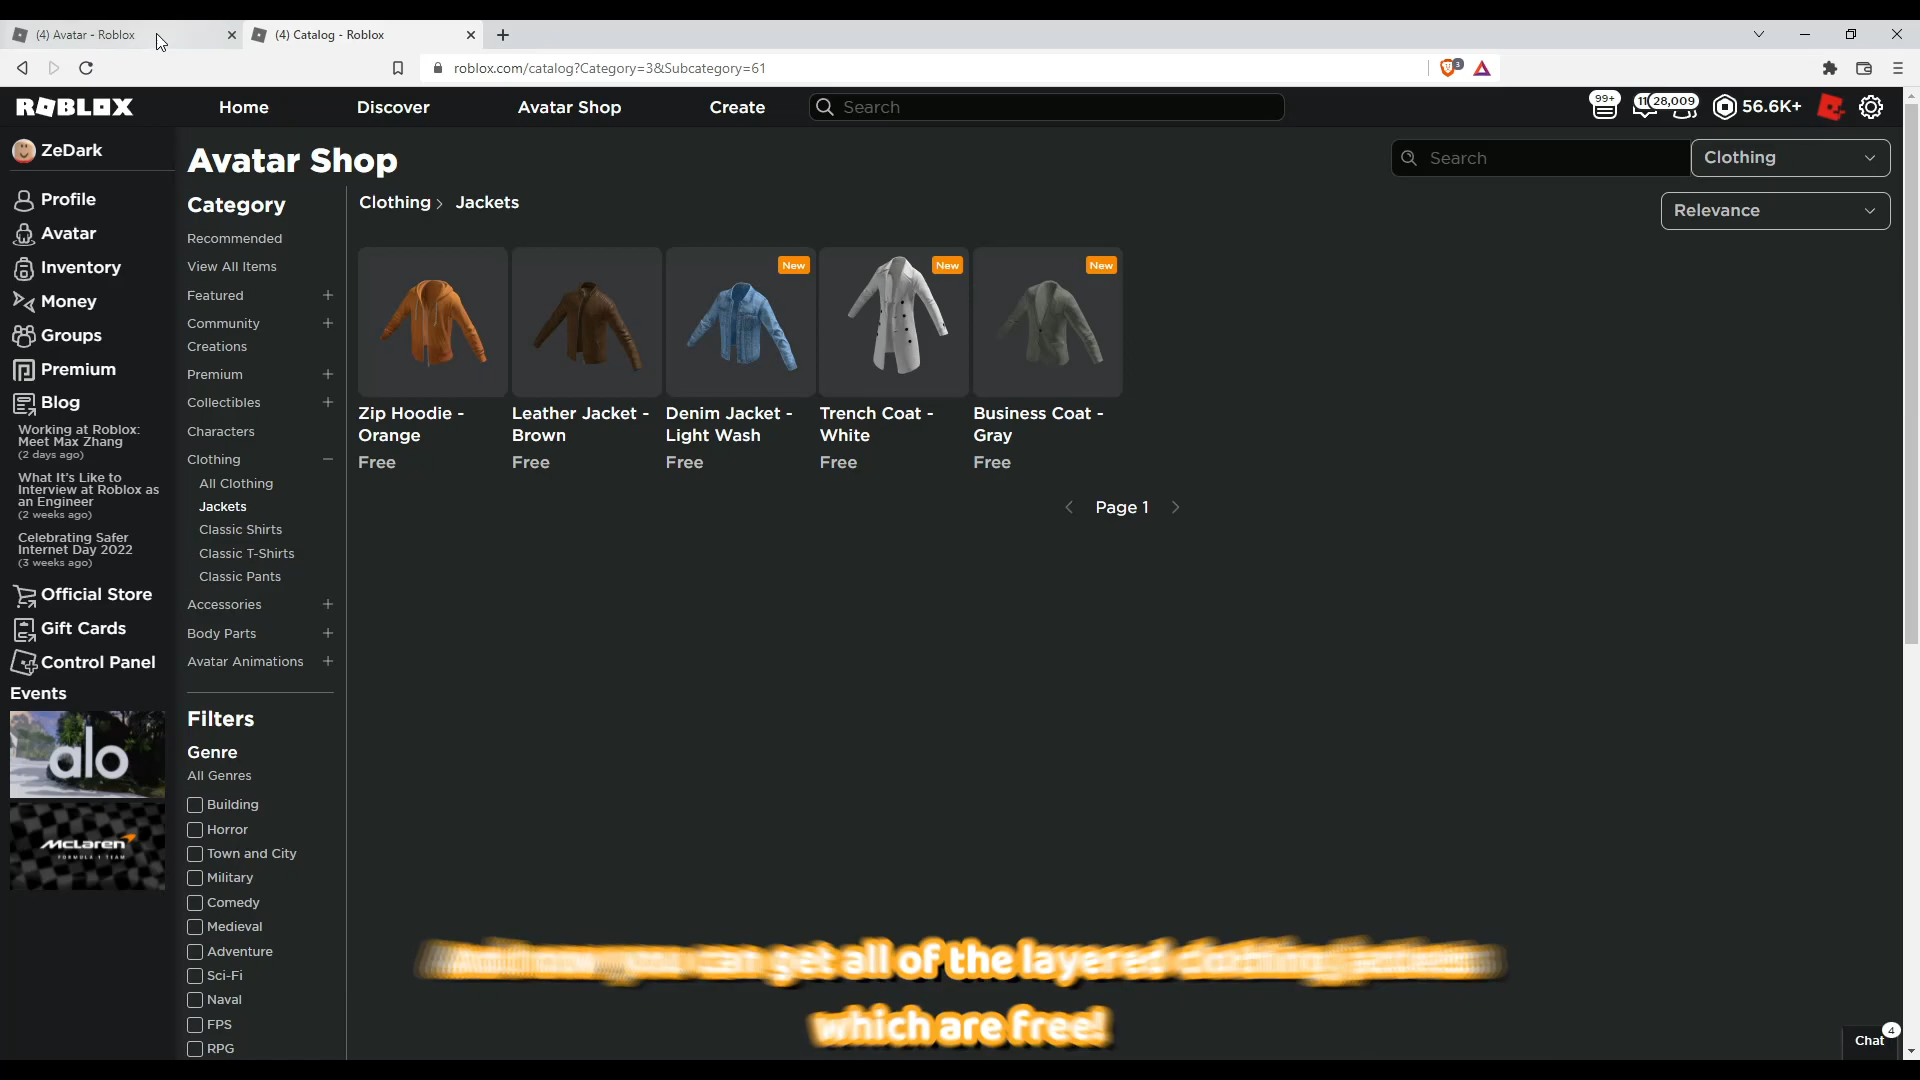 (4) Avatar - Roblox
(4) Catalog - Roblox
roblox.com/catalog?Category=3&Subcategory=61
3
ROBLOX
Home
Discover
Avatar Shop
Create
Search
99+
11
28,009
56.6K+
ZeDark
Profile
Avatar
Inventory
Money
Groups
Premium
Blog
Working at Roblox:
Meet Max Zhang
(2 days ago)
What It's Like to
Interview at Roblox as
an Engineer
(2 weeks ago)
Celebrating Safer
Internet Day 2022
(3 weeks ago)
Official Store
Gift Cards
Control Panel
Events
alo
McLaren
FORMULA 1 TEAM
Avatar Shop
Search
Clothing
Relevance
Category
Recommended
View All Items
Featured
Community
Creations
Premium
Collectibles
Characters
Clothing
All Clothing
Jackets
Classic Shirts
Classic T-Shirts
Classic Pants
Accessories
Body Parts
Avatar Animations
Filters
Genre
All Genres
Building
Horror
Town and City
Military
Comedy
Medieval
Adventure
Sci-Fi
Naval
FPS
RPG
Clothing > Jackets
New
New
New
Zip Hoodie -
Orange
Free
Leather Jacket -
Brown
Free
Denim Jacket -
Light Wash
Free
Trench Coat -
White
Free
Business Coat -
Gray
Free
Page 1
you can get all of the layered clothing
which are free!
Chat
4